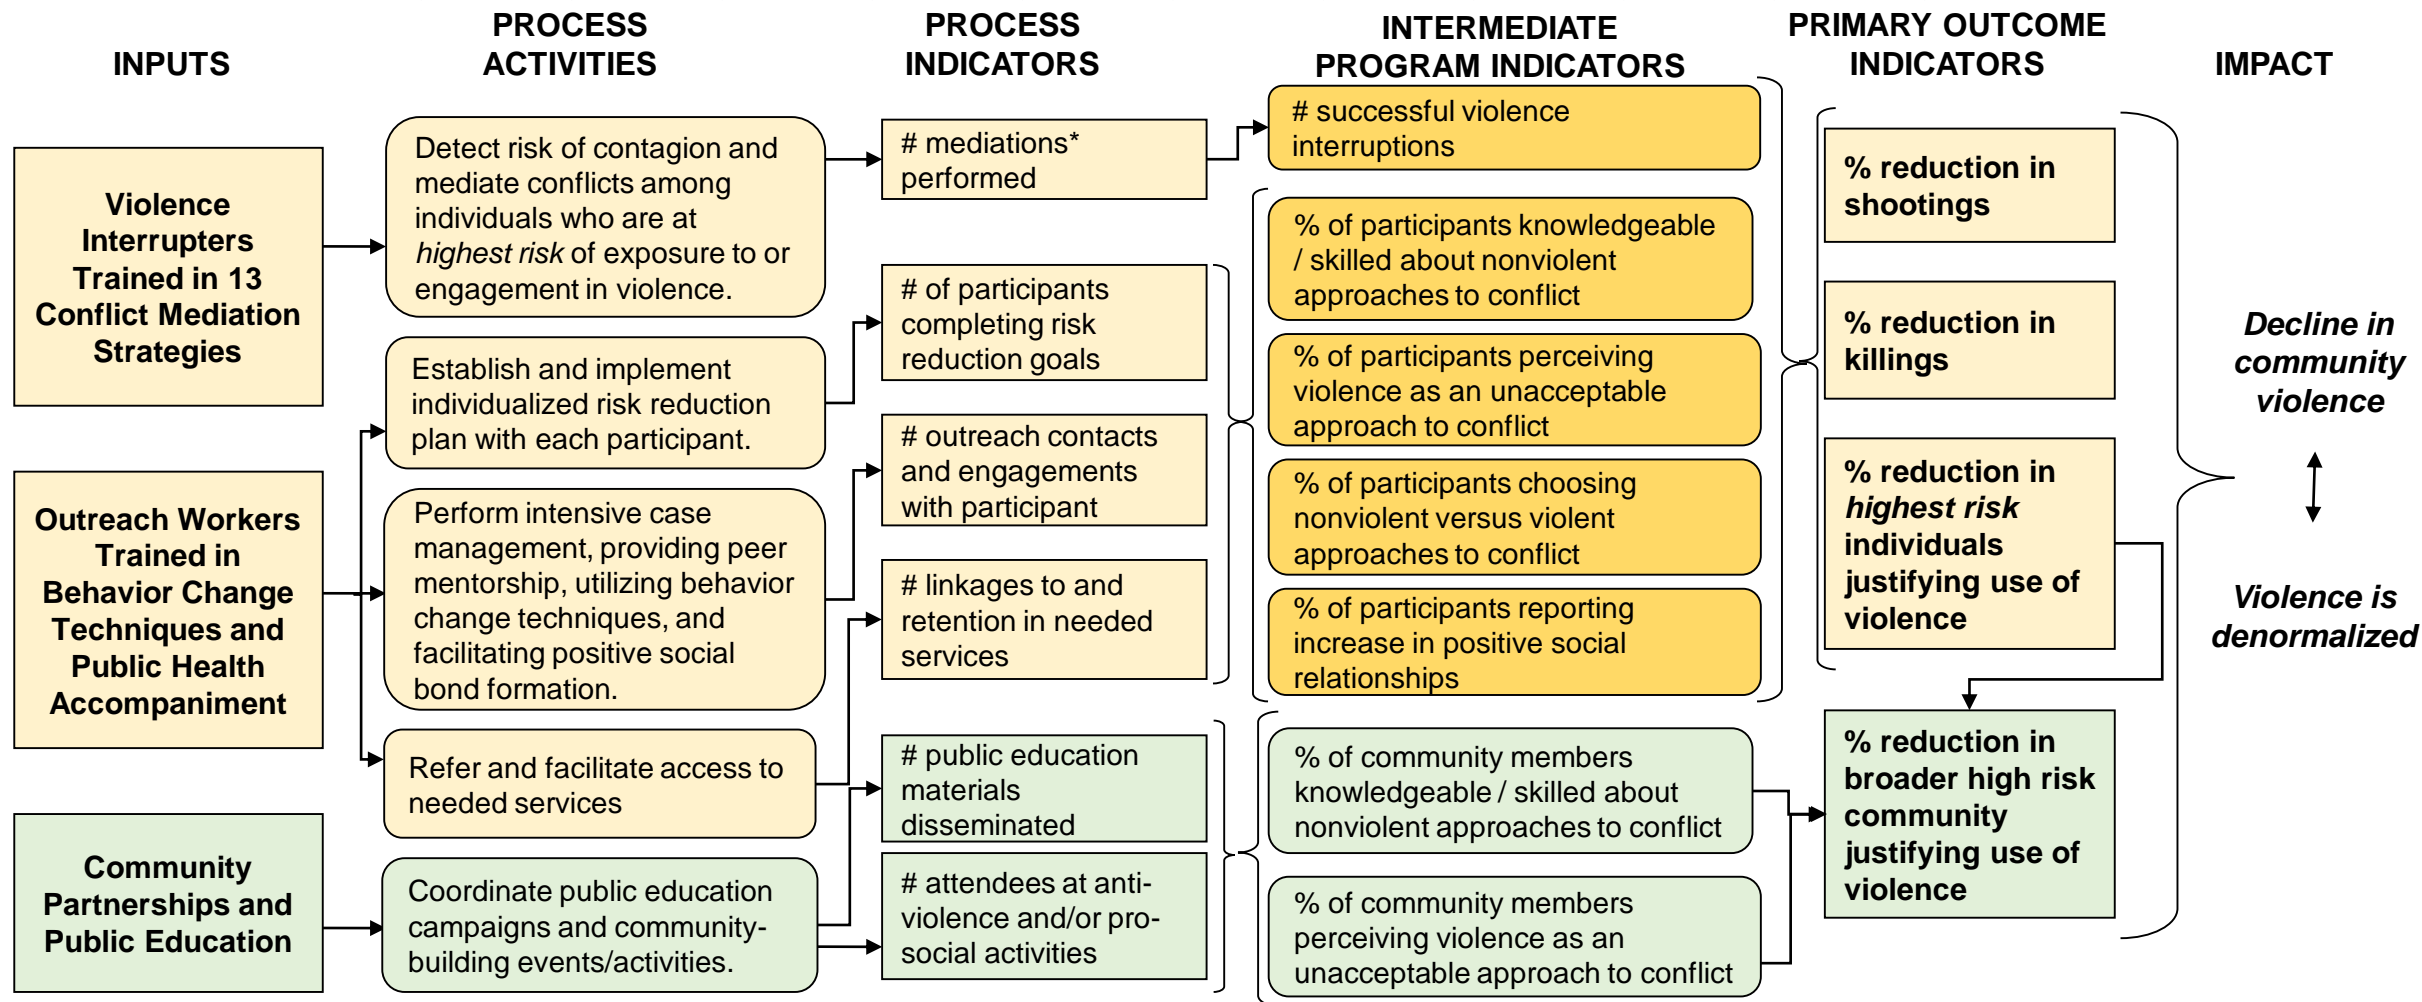 INPUTS
PROCESS
ACTIVITIES
PROCESS
INDICATORS
INTERMEDIATE
PROGRAM INDICATORS
PRIMARY OUTCOME
INDICATORS
IMPACT
Violence
Interrupters
Trained in 13
Conflict Mediation
Strategies
Outreach Workers
Trained in
Behavior Change
Techniques and
Public Health
Accompaniment
Community
Partnerships and
Public Education
Detect risk of contagion and
mediate conflicts among
individuals who are at
highest risk of exposure to or
engagement in violence.
Establish and implement
individualized risk reduction
plan with each participant.
Perform intensive case
management, providing peer
mentorship, utilizing behavior
change techniques, and
facilitating positive social
bond formation.
Refer and facilitate access to
needed services
Coordinate public education
campaigns and community-
building events/activities.
# mediations*
performed
# of participants
completing risk
reduction goals
# outreach contacts
and engagements
with participant
# linkages to and
retention in needed
services
# public education
materials
disseminated
# attendees at anti-
violence and/or pro-
social activities
# successful violence
interruptions
% of participants knowledgeable
/ skilled about nonviolent
approaches to conflict
% of participants perceiving
violence as an unacceptable
approach to conflict
% of participants choosing
nonviolent versus violent
approaches to conflict
% of participants reporting
increase in positive social
relationships
% of community members
knowledgeable / skilled about
nonviolent approaches to conflict
% of community members
perceiving violence as an
unacceptable approach to conflict
% reduction in
shootings
% reduction in
killings
% reduction in
highest risk
individuals
justifying use of
violence
% reduction in
broader high risk
community
justifying use of
violence
Decline in
community
violence
Violence is
denormalized